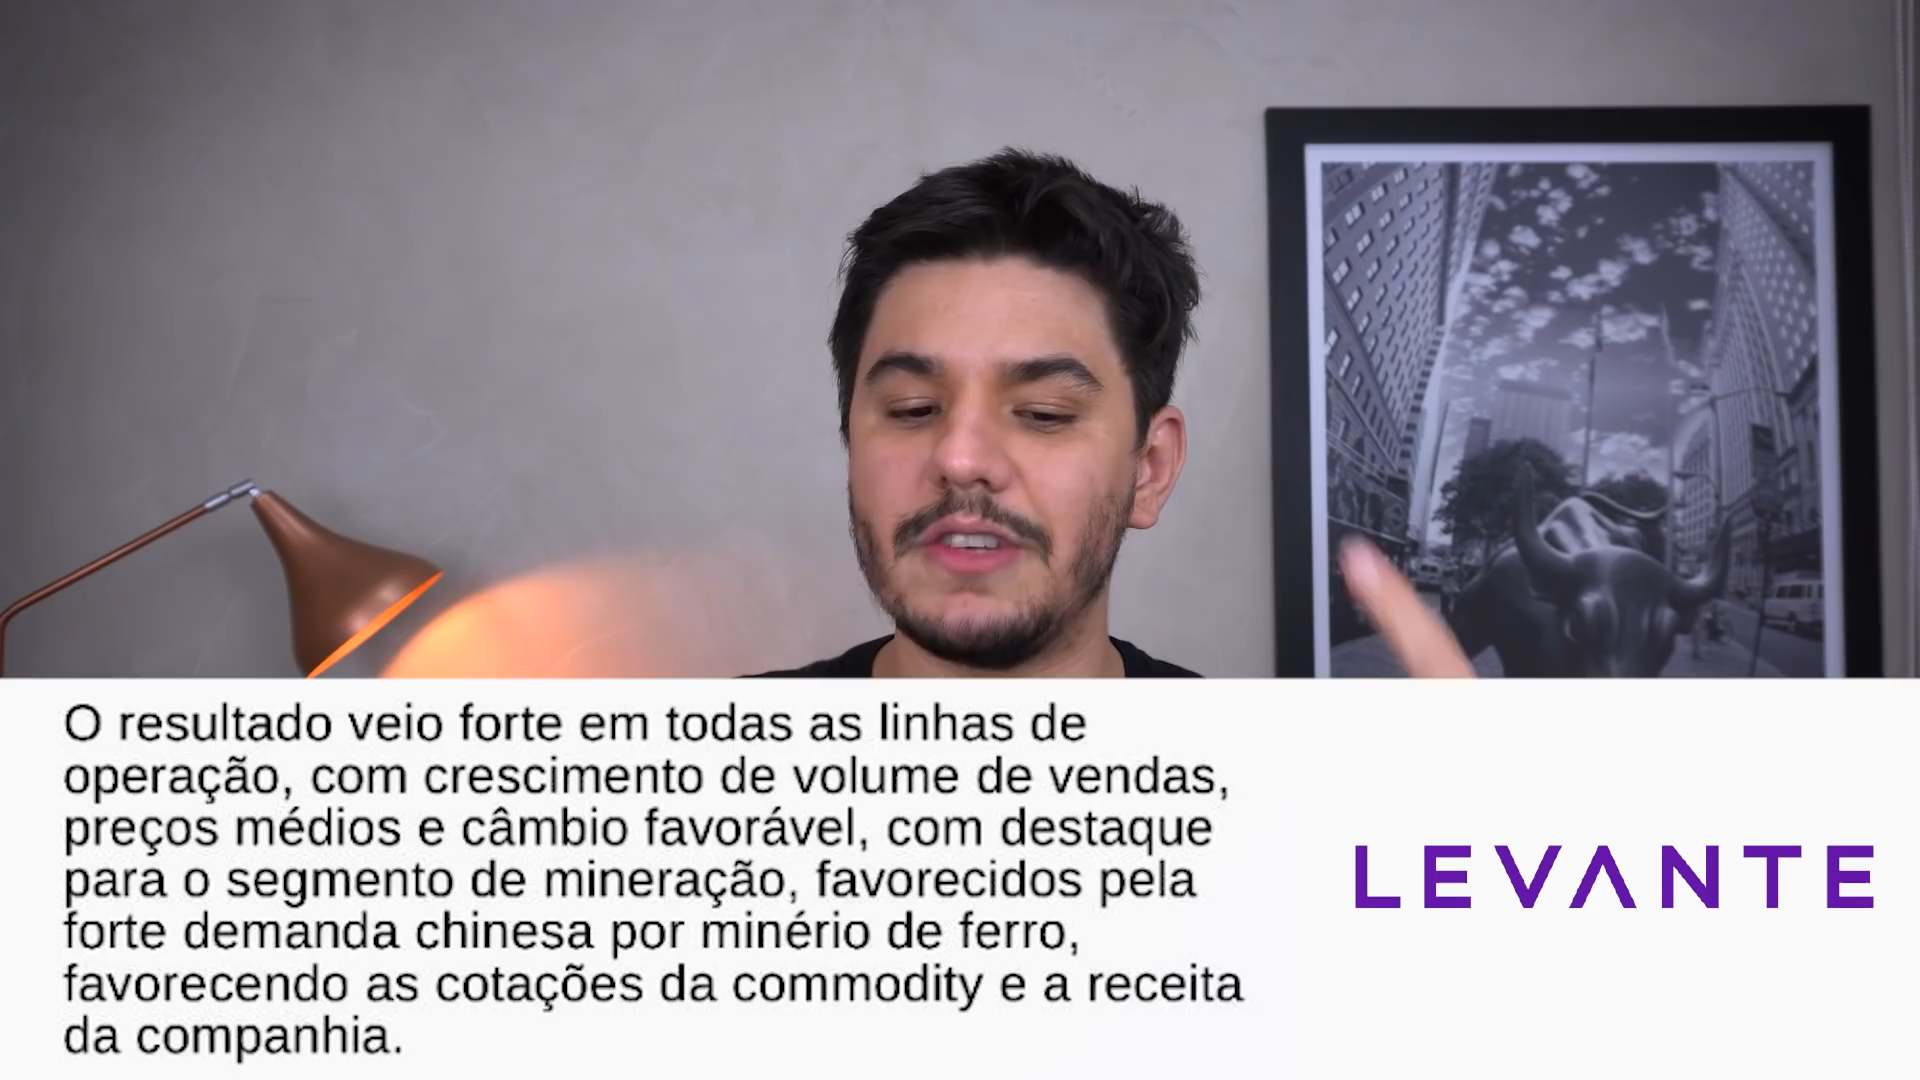 O resultado veio forte em todas as linhas de
operação, com crescimento de volume de vendas,
preços médios e câmbio favorável, com destaque
para o segmento de mineração, favorecidos pela
forte demanda chinesa por minério de ferro,
favorecendo as cotações da commodity e a receita
da companhia.
LEVANTE